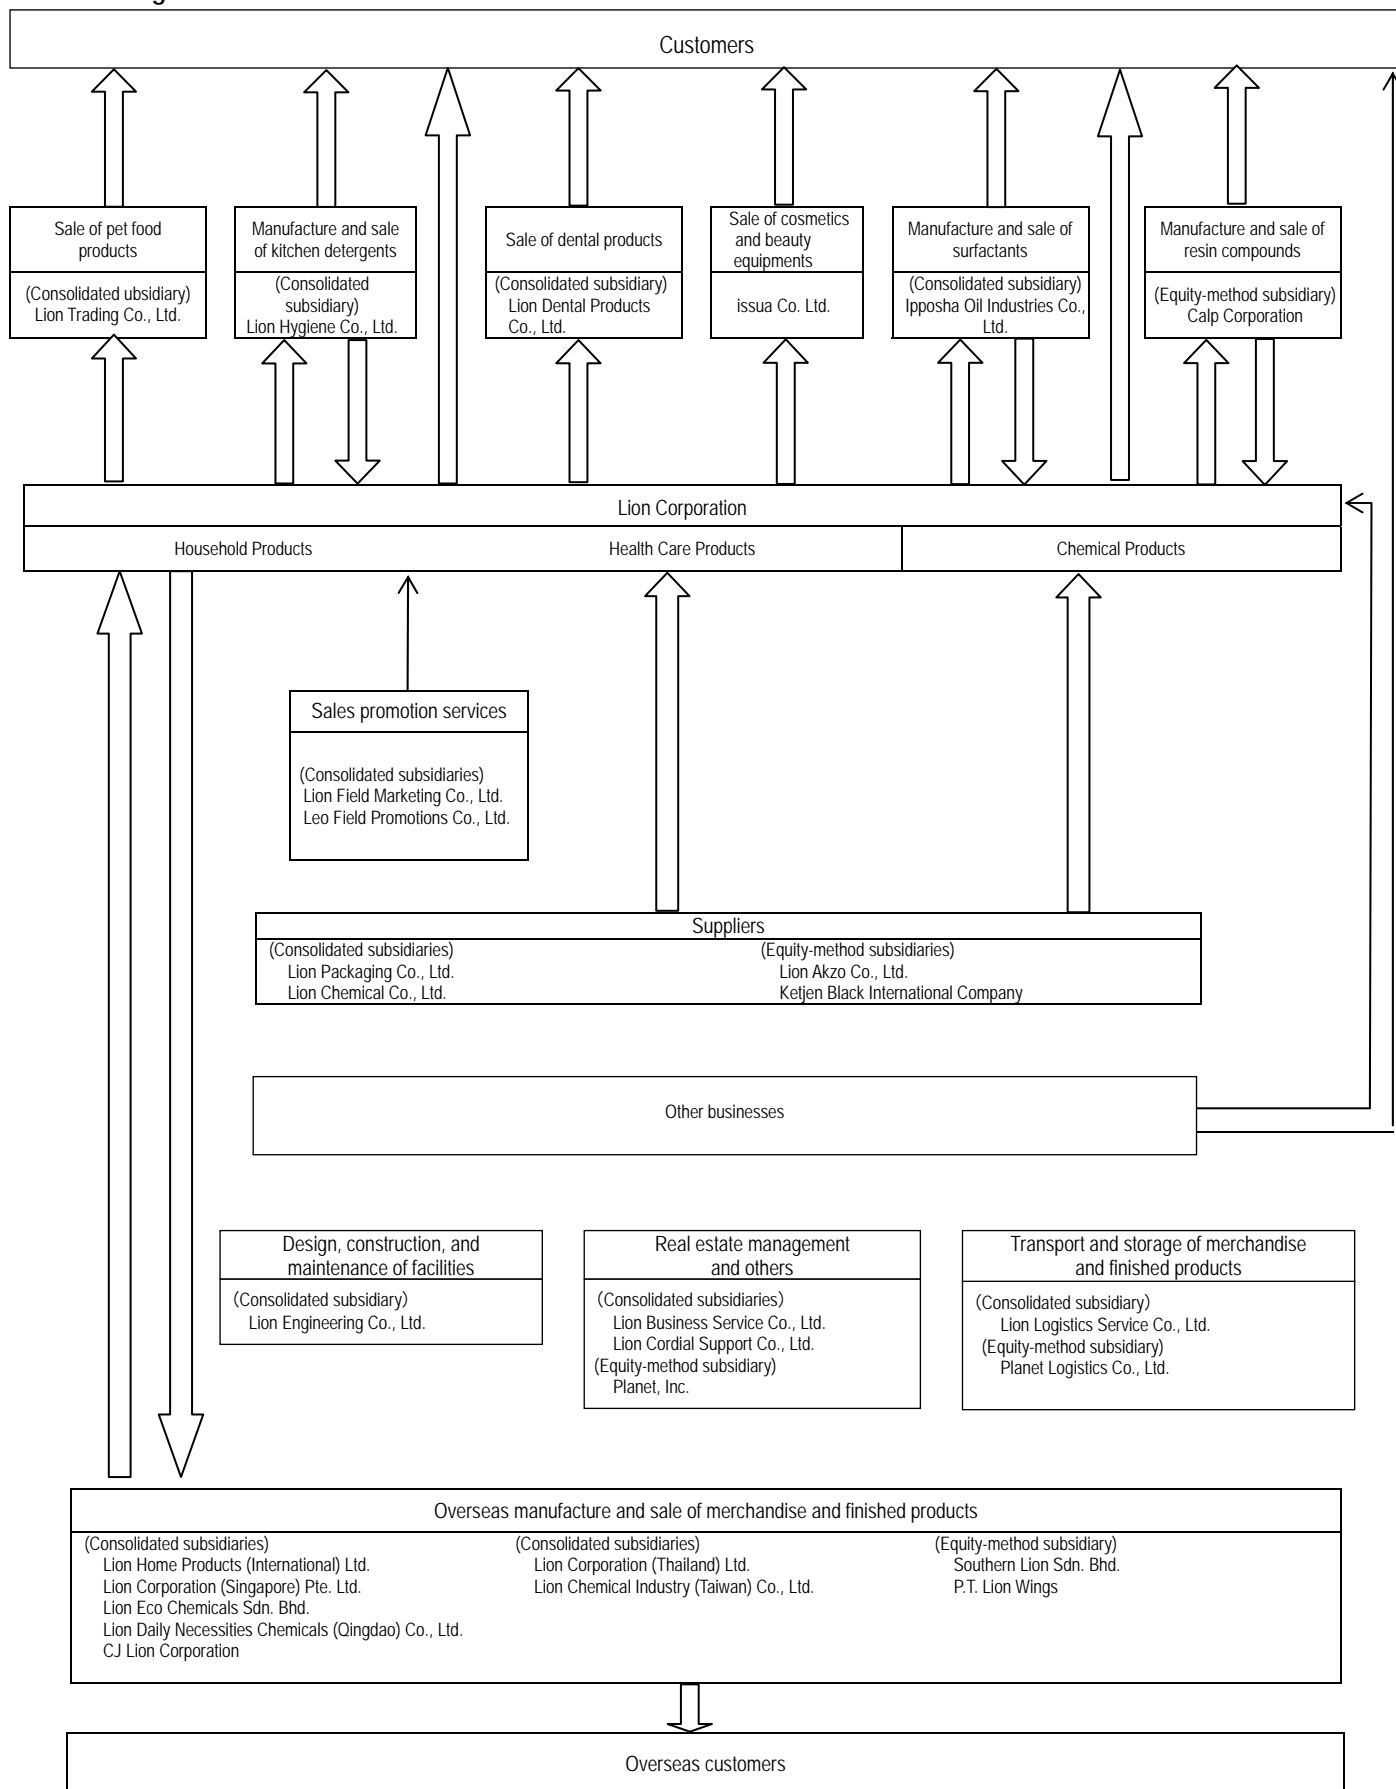 Customers
Sale of pet food
products
(Consolidated ubsidiary)
Lion Trading Co., Ltd.
Manufacture and sale
of kitchen detergents
(Consolidated
subsidiary)
Lion Hygiene Co., Ltd.
Sale of dental products
(Consolidated subsidiary)
Lion Dental Products
Co., Ltd.
Sale of cosmetics
and beauty
equipments
issua Co. Ltd.
Manufacture and sale of
surfactants
(Consolidated subsidiary)
Ipposha Oil Industries Co.,
Ltd.
Manufacture and sale of
resin compounds
(Equity-method subsidiary)
Calp Corporation
Lion Corporation
Household Products
Health Care Products
Chemical Products
Sales promotion services
(Consolidated subsidiaries)
Lion Field Marketing Co., Ltd.
Leo Field Promotions Co., Ltd.
Suppliers
(Consolidated subsidiaries)
Lion Packaging Co., Ltd.
Lion Chemical Co., Ltd.
(Equity-method subsidiaries)
Lion Akzo Co., Ltd.
Ketjen Black International Company
Other businesses
Design, construction, and
maintenance of facilities
(Consolidated subsidiary)
Lion Engineering Co., Ltd.
Real estate management
and others
(Consolidated subsidiaries)
Lion Business Service Co., Ltd.
Lion Cordial Support Co., Ltd.
(Equity-method subsidiary)
Planet, Inc.
Transport and storage of merchandise
and finished products
(Consolidated subsidiary)
Lion Logistics Service Co., Ltd.
(Equity-method subsidiary)
Planet Logistics Co., Ltd.
Overseas manufacture and sale of merchandise and finished products
(Consolidated subsidiaries)
Lion Home Products (International) Ltd.
Lion Corporation (Singapore) Pte. Ltd.
Lion Eco Chemicals Sdn. Bhd.
Lion Daily Necessities Chemicals (Qingdao) Co., Ltd.
CJ Lion Corporation
(Consolidated subsidiaries)
Lion Corporation (Thailand) Ltd.
Lion Chemical Industry (Taiwan) Co., Ltd.
(Equity-method subsidiary)
Southern Lion Sdn. Bhd.
P.T. Lion Wings
Overseas customers